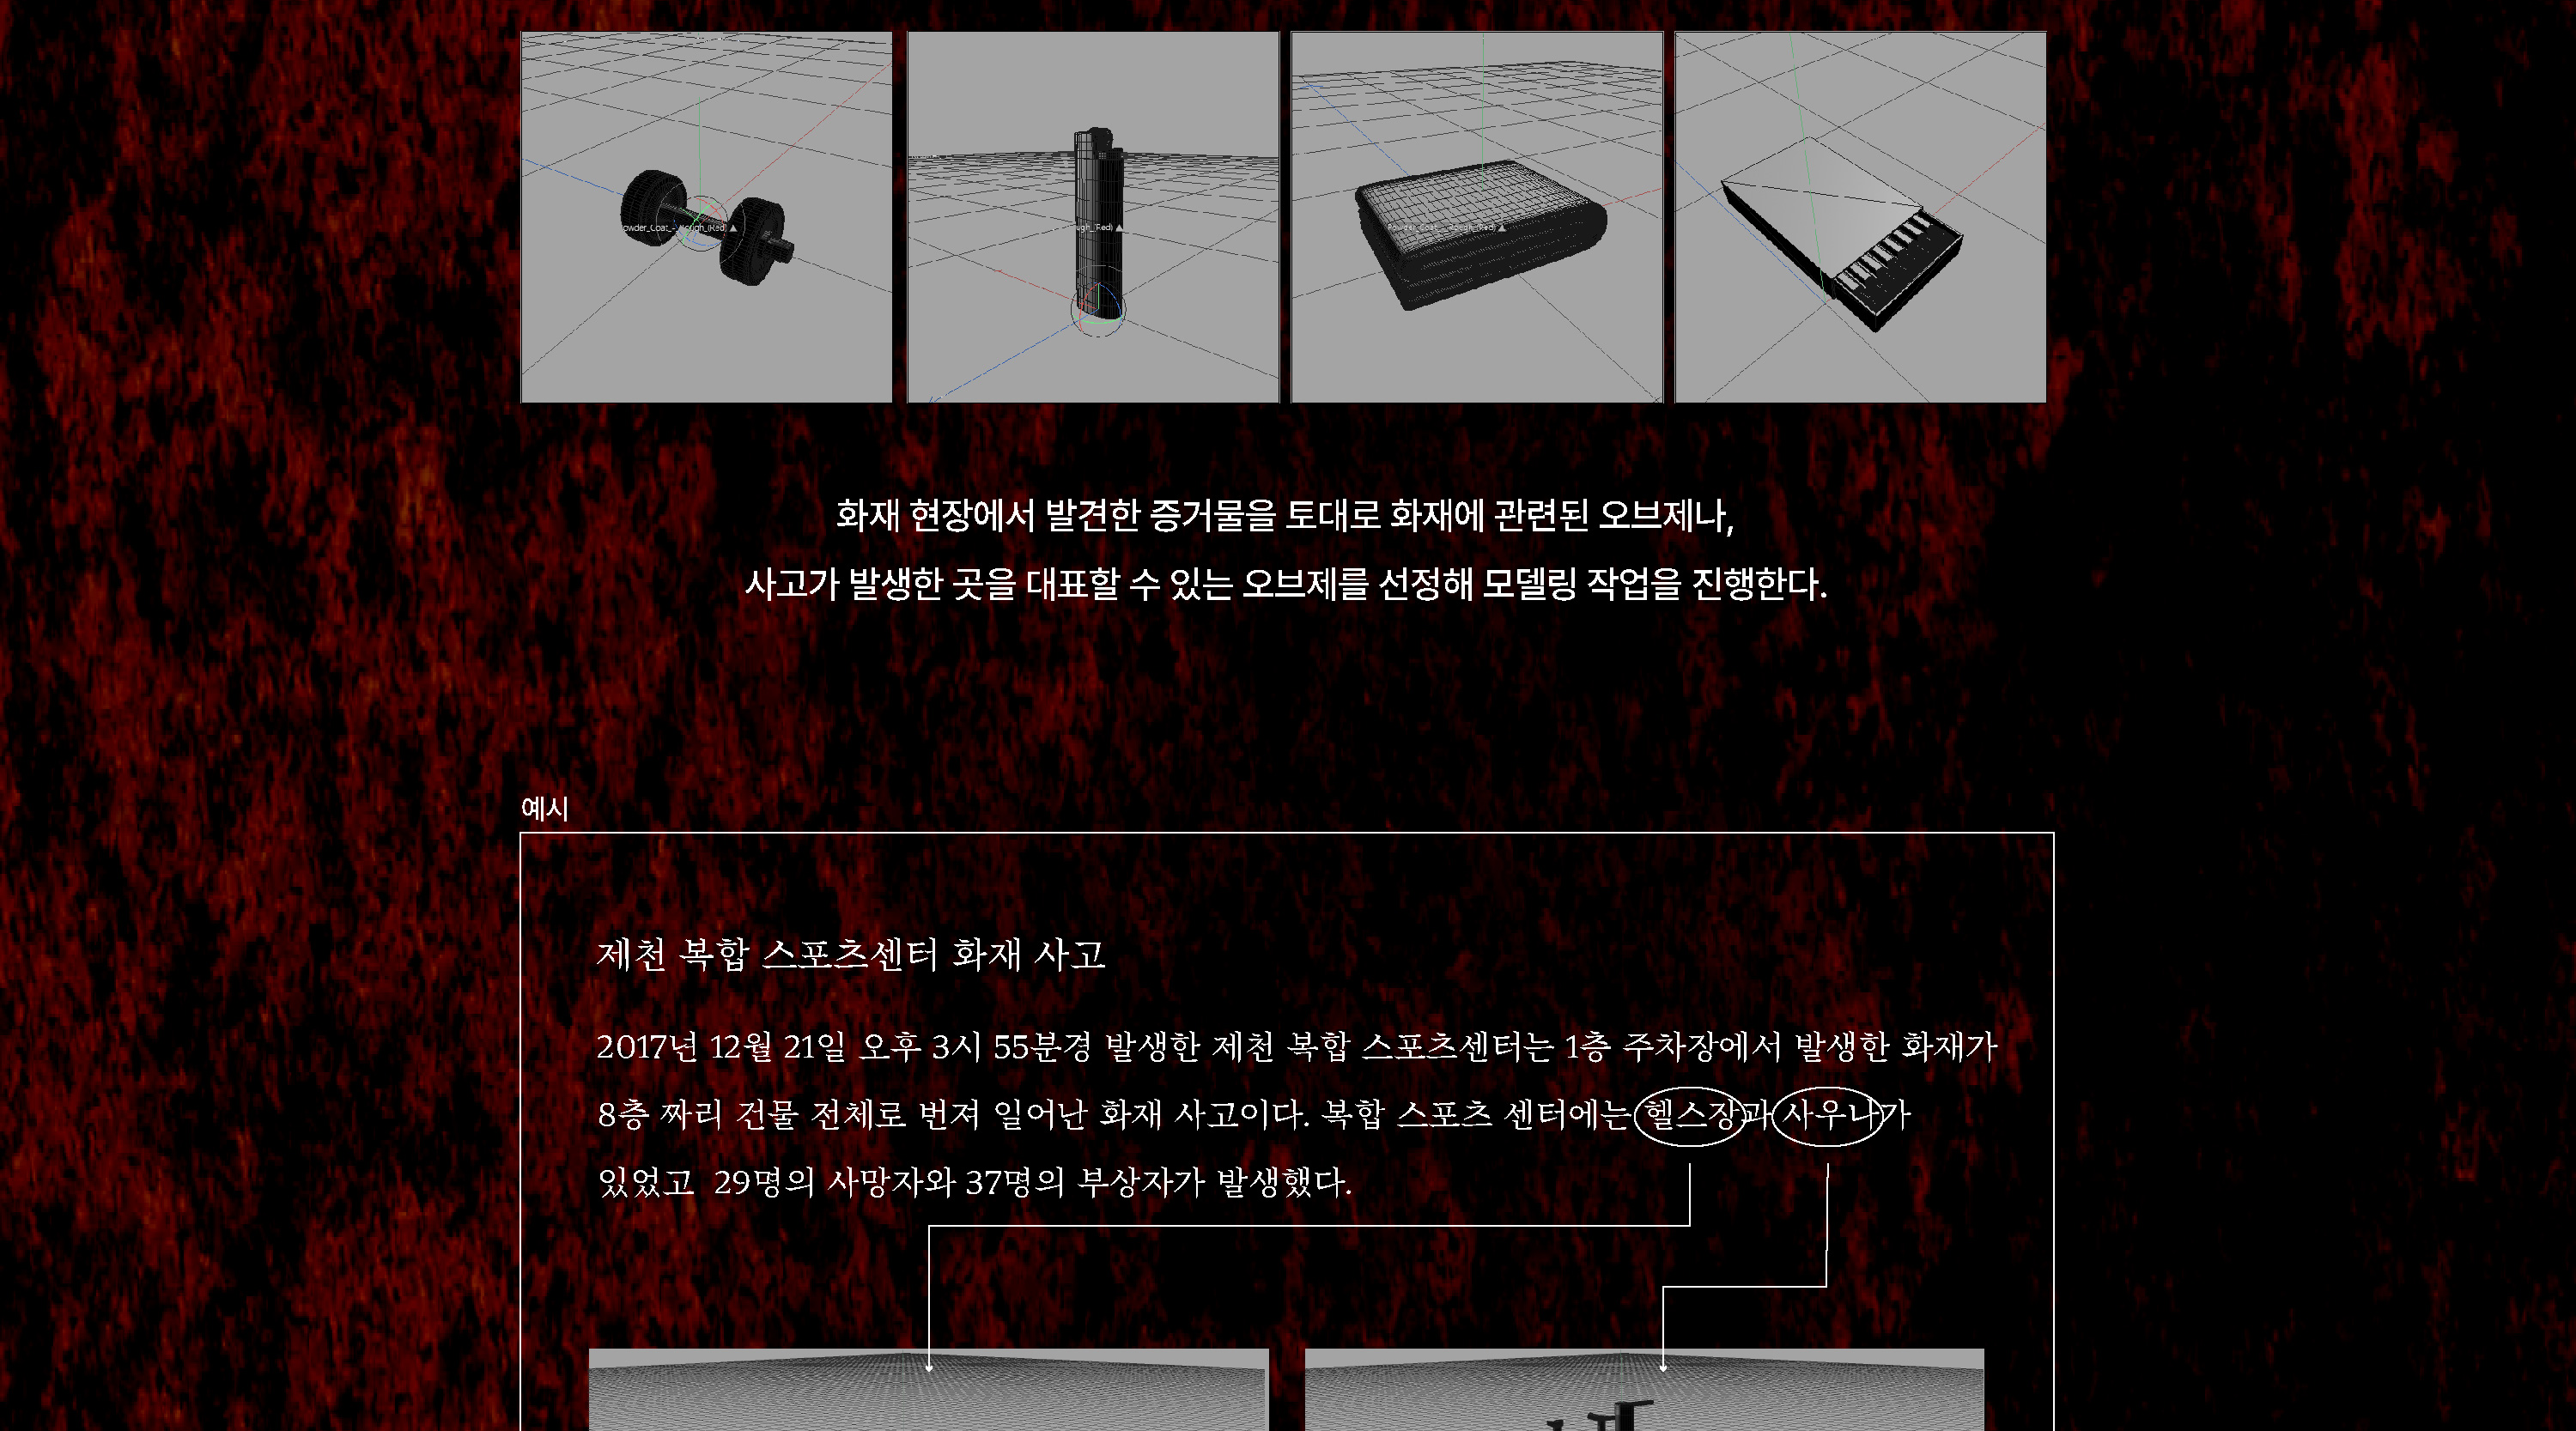 Powder_Coat_-_Rough_(Red)
ugh_(Red)
Powder_Coat_-_Rough_(Red)
화재 현장에서 발견한 증거물을 토대로 화재에 관련된 오브제나,
사고가 발생한 곳을 대표할 수 있는 오브제를 선정해 모델링 작업을 진행한다.
예시
제천 복합 스포츠센터 화재 사고
2017년 12월 21일 오후 3시 55분경 발생한 제천 복합 스포츠센터는 1층 주차장에서 발생한 화재가
8층 짜리 건물 전체로 번져 일어난 화재 사고이다. 복합 스포츠 센터에는 헬스장과 사우나가
있었고 29명의 사망자와 37명의 부상자가 발생했다.